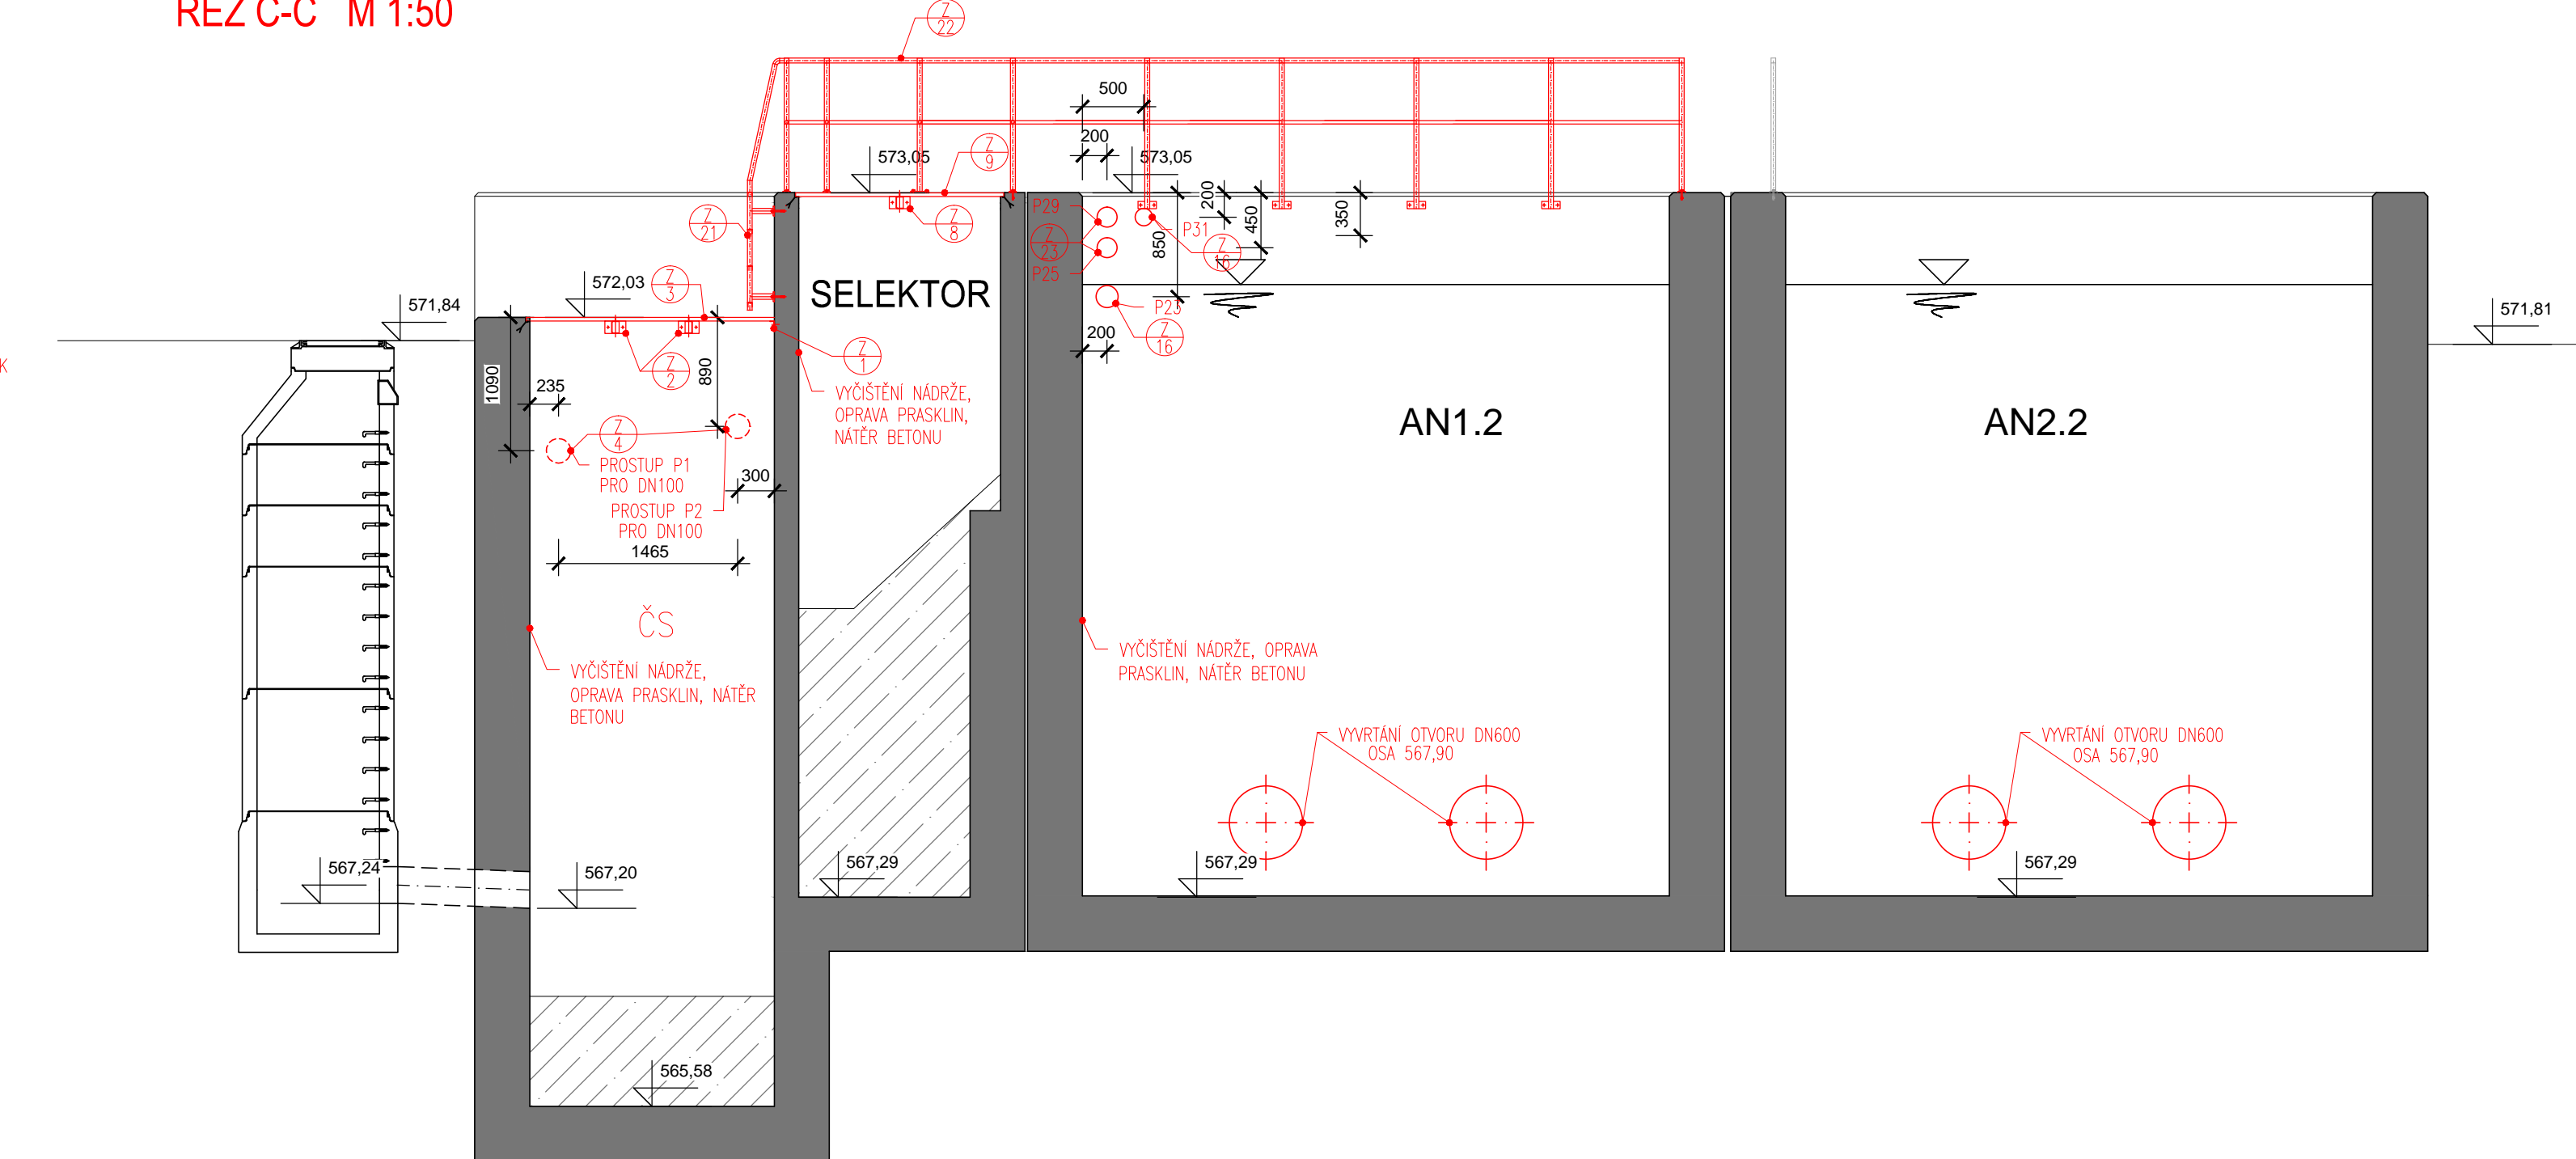 ŘEZ C-C M 1:50
Z
22
500
200
573,05
Z
9
573,05
P29
Z
23
P25
P31
Z
16
200
450
350
850
Z
21
Z
8
SELEKTOR
572,03
Z
3
571,84
571,81
P23
Z
16
200
Z
1
Z
2
890
1090
235
K
VYČIŠTĚNÍ NÁDRŽE,
OPRAVA PRASKLIN,
NÁTĚR BETONU
AN1.2
AN2.2
Z
4
PROSTUP P1
PRO DN100
300
PROSTUP P2
PRO DN100
1465
ČS
VYČIŠTĚNÍ NÁDRŽE,
OPRAVA PRASKLIN, NÁTĚR
BETONU
VYČIŠTĚNÍ NÁDRŽE, OPRAVA
PRASKLIN, NÁTĚR BETONU
VYVRTÁNÍ OTVORU DN600
OSA 567,90
VYVRTÁNÍ OTVORU DN600
OSA 567,90
567,24
567,20
567,29
567,29
567,29
565,58